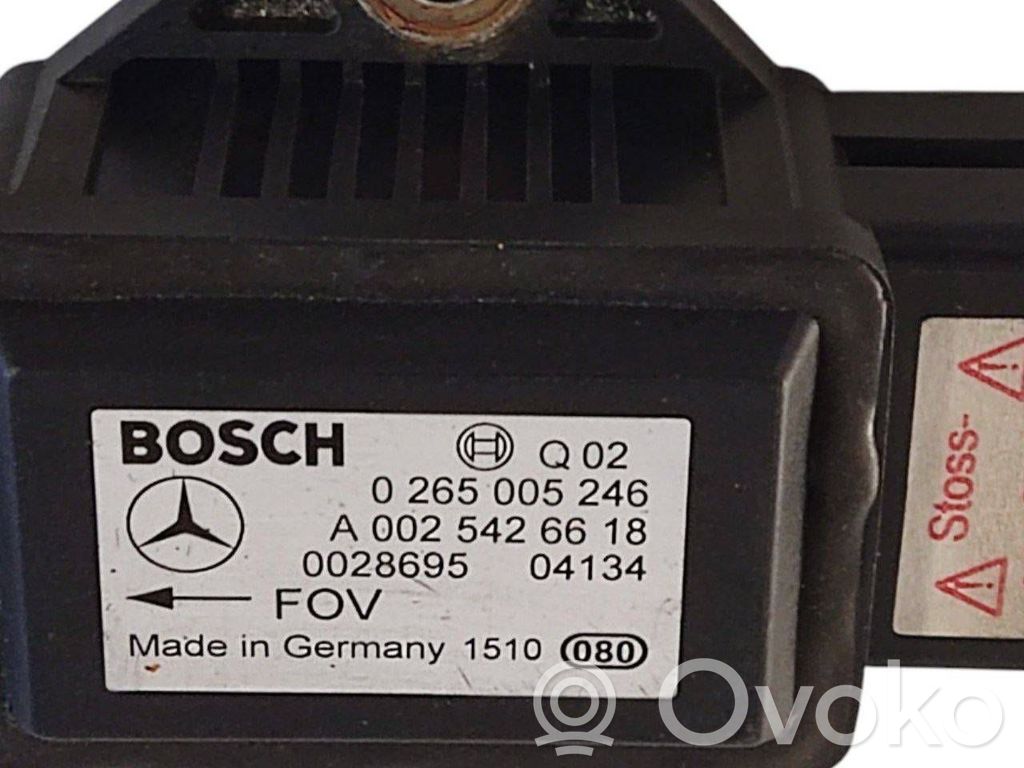 BOSCH Q 02
0 265 005 246
A 002 542 66 18
0028695 04134
FOV
Made in Germany 1510 080
Stoss-
Ovoko